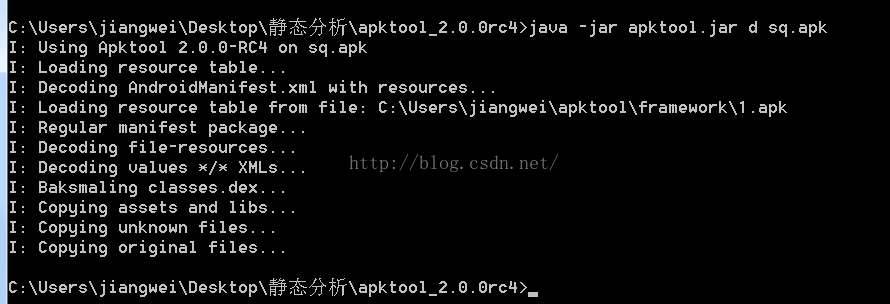 C:\Users\jiangwei\Desktop\静态分析\apktool_2.0.0rc4>java -jar apktool.jar d sq.apk
I: Using Apktool 2.0.0-RC4 on sq.apk
I: Loading resource table...
I: Decoding AndroidManifest.xml with resources...
I: Loading resource table from file: C:\Users\jiangwei\apktool\framework\1.apk
I: Regular manifest package...
I: Decoding file-resources...
I: Decoding values */* XMLs...
http://blog.csdn.net/
I: Baksmaling classes.dex...
I: Copying assets and libs...
I: Copying unknown files...
I: Copying original files...
C:\Users\jiangwei\Desktop\静态分析\apktool_2.0.0rc4>_